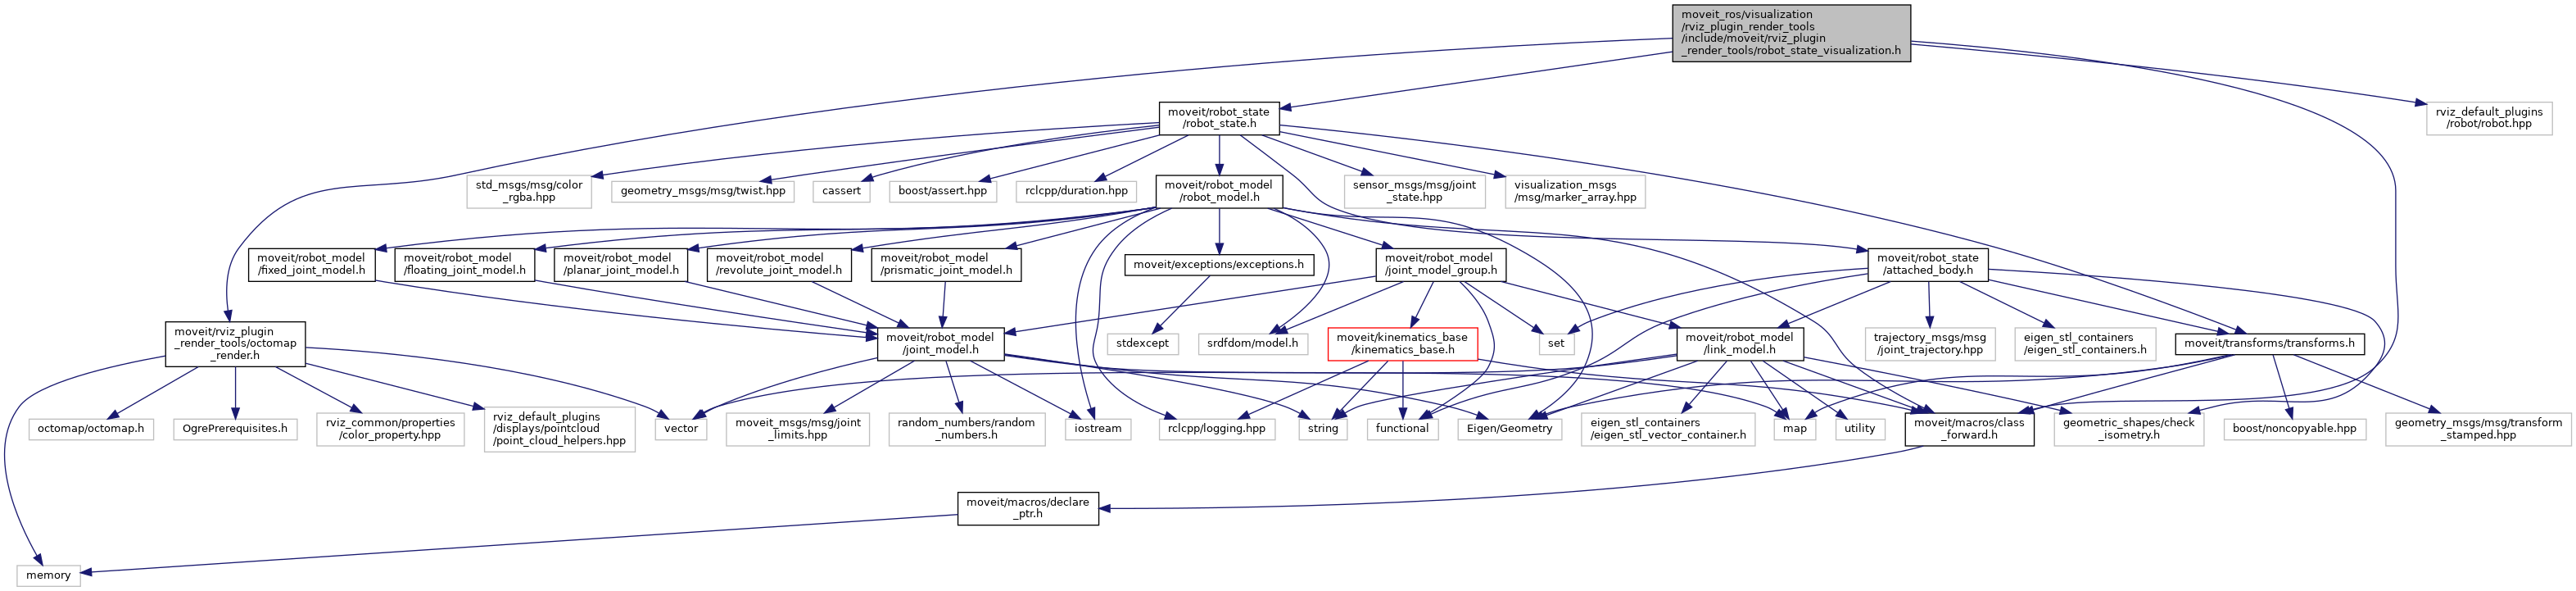 moveit_ros/visualization
/rviz_plugin_render_tools
/include/moveit/rviz_plugin
_render_tools/robot_state_visualization.h
moveit/robot_state
/robot_state.h
rviz_default_plugins
/robot/robot.hpp
std_msgs/msg/color
_rgba.hpp
geometry_msgs/msg/twist.hpp
cassert
boost/assert.hpp
rclcpp/duration.hpp
moveit/robot_model
/robot_model.h
sensor_msgs/msg/joint
_state.hpp
visualization_msgs
/msg/marker_array.hpp
moveit/robot_model
/fixed_joint_model.h
moveit/robot_model
/floating_joint_model.h
moveit/robot_model
/planar_joint_model.h
moveit/robot_model
/revolute_joint_model.h
moveit/robot_model
/prismatic_joint_model.h
moveit/exceptions/exceptions.h
moveit/robot_model
/joint_model_group.h
moveit/robot_state
/attached_body.h
moveit/rviz_plugin
_render_tools/octomap
_render.h
moveit/robot_model
/joint_model.h
stdexcept
srdfdom/model.h
moveit/kinematics_base
/kinematics_base.h
set
moveit/robot_model
/link_model.h
trajectory_msgs/msg
/joint_trajectory.hpp
eigen_stl_containers
/eigen_stl_containers.h
moveit/transforms/transforms.h
octomap/octomap.h
OgrePrerequisites.h
rviz_common/properties
/color_property.hpp
rviz_default_plugins
/displays/pointcloud
/point_cloud_helpers.hpp
vector
moveit_msgs/msg/joint
_limits.hpp
random_numbers/random
_numbers.h
iostream
rclcpp/logging.hpp
string
functional
Eigen/Geometry
eigen_stl_containers
/eigen_stl_vector_container.h
map
utility
moveit/macros/class
_forward.h
geometric_shapes/check
_isometry.h
boost/noncopyable.hpp
geometry_msgs/msg/transform
_stamped.hpp
moveit/macros/declare
_ptr.h
memory